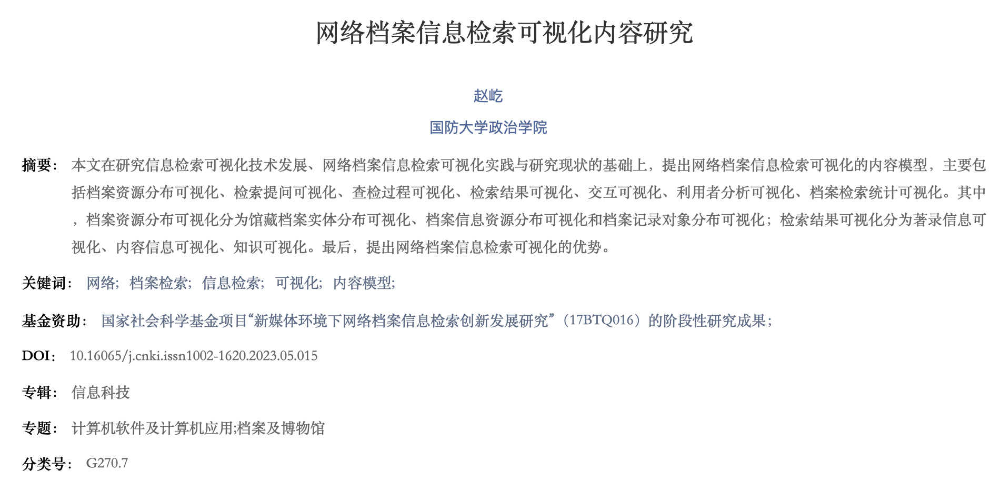 网络档案信息检索可视化内容研究
赵屹
国防大学政治学院
摘要： 本文在研究信息检索可视化技术发展、网络档案信息检索可视化实践与研究现状的基础上，提出网络档案信息检索可视化的内容模型，主要包
括档案资源分布可视化、检索提问可视化、查检过程可视化、检索结果可视化、交互可视化、利用者分析可视化、档案检索统计可视化。其中
，档案资源分布可视化分为馆藏档案实体分布可视化、档案信息资源分布可视化和档案记录对象分布可视化；检索结果可视化分为著录信息可
视化、内容信息可视化、知识可视化。最后，提出网络档案信息检索可视化的优势。
关键词： 网络; 档案检索; 信息检索; 可视化; 内容模型;
基金资助： 国家社会科学基金项目“新媒体环境下网络档案信息检索创新发展研究”（17BTQ016）的阶段性研究成果；
DOI： 10.16065/j.cnki.issn1002-1620.2023.05.015
专辑： 信息科技
专题： 计算机软件及计算机应用;档案及博物馆
分类号： G270.7